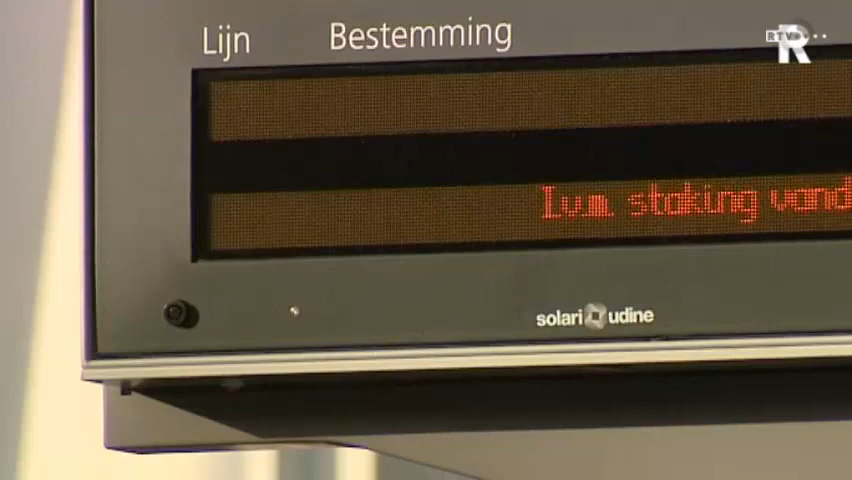 Lijn Bestemming
RTV R
I.v.m. staking vand
solari udine